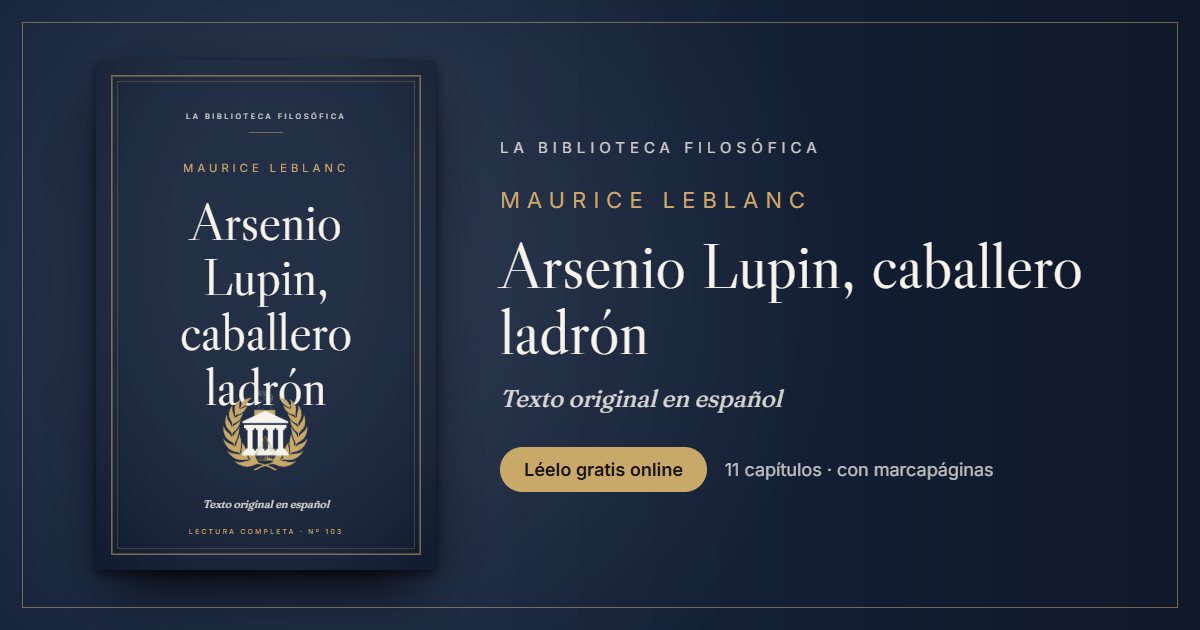 LA BIBLIOTECA FILOSÓFICA
MAURICE LEBLANC
Arsenio
Lupin,
caballero
ladrón
Texto original en español
LECTURA COMPLETA · Nº 103
LA BIBLIOTECA FILOSÓFICA
MAURICE LEBLANC
Arsenio Lupin, caballero
ladrón
Texto original en español
Léelo gratis online
11 capítulos · con marcapáginas